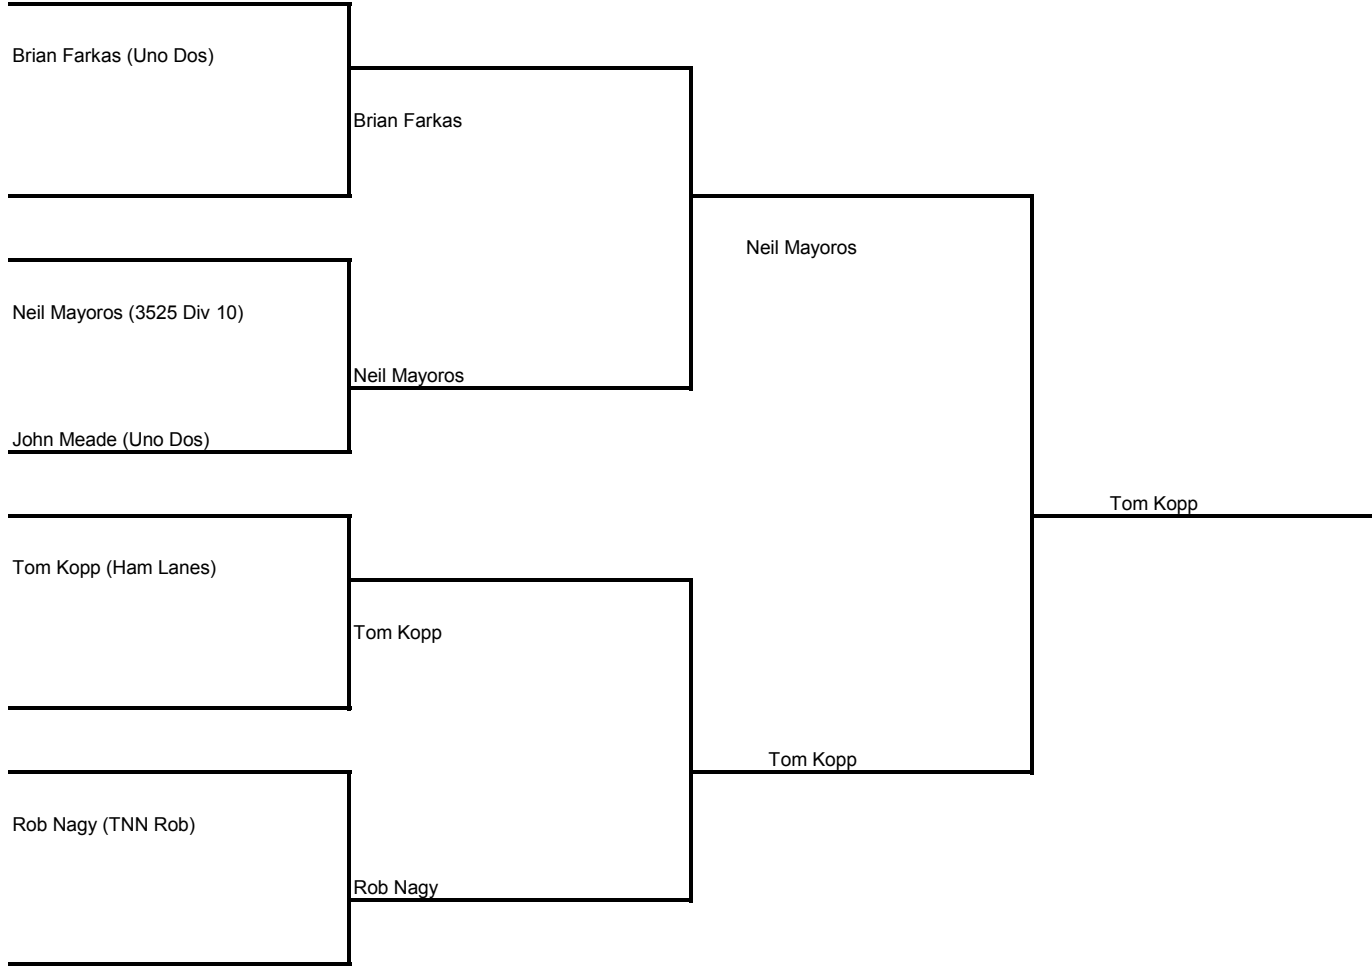 Brian Farkas (Uno Dos)
Brian Farkas
Neil Mayoros
Neil Mayoros (3525 Div 10)
Neil Mayoros
John Meade (Uno Dos)
Tom Kopp
Tom Kopp (Ham Lanes)
Tom Kopp
Tom Kopp
Rob Nagy (TNN Rob)
Rob Nagy